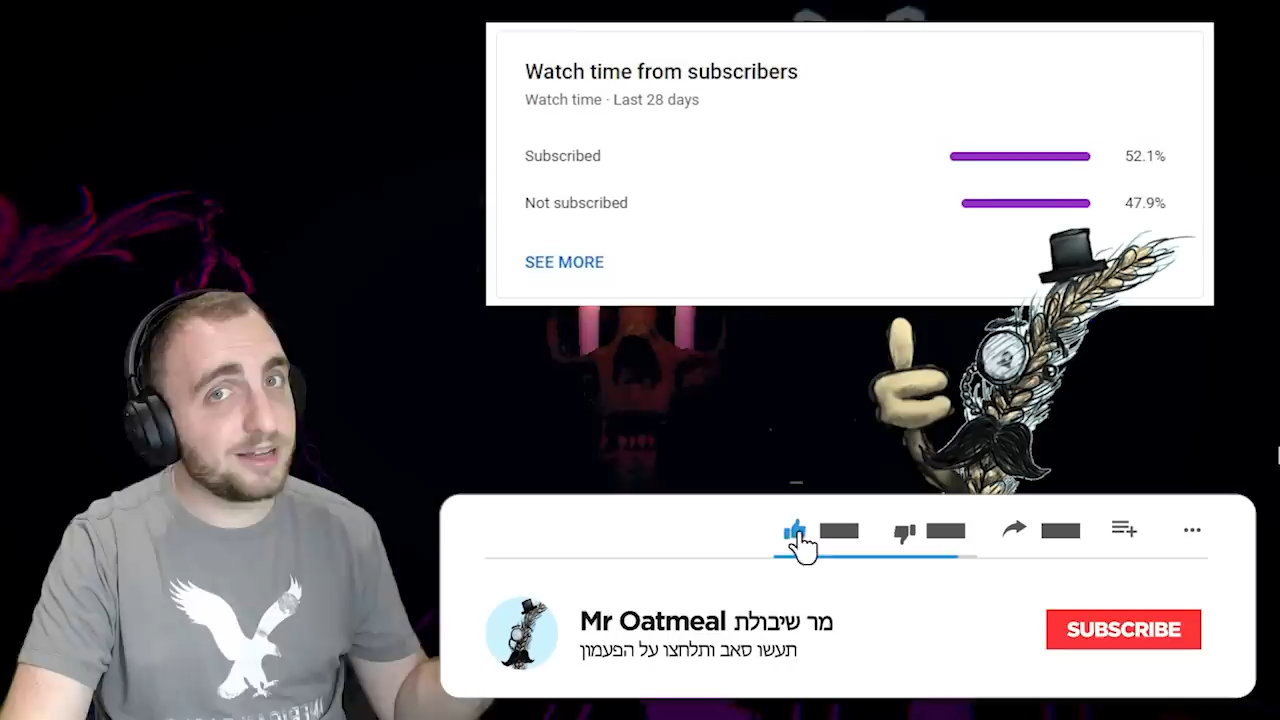 Watch time from subscribers
Watch time · Last 28 days
Subscribed 52.1%
Not subscribed 47.9%
SEE MORE
Mr Oatmeal מר שיבולת
תעשו סאב ותלחצו על הפעמון
SUBSCRIBE